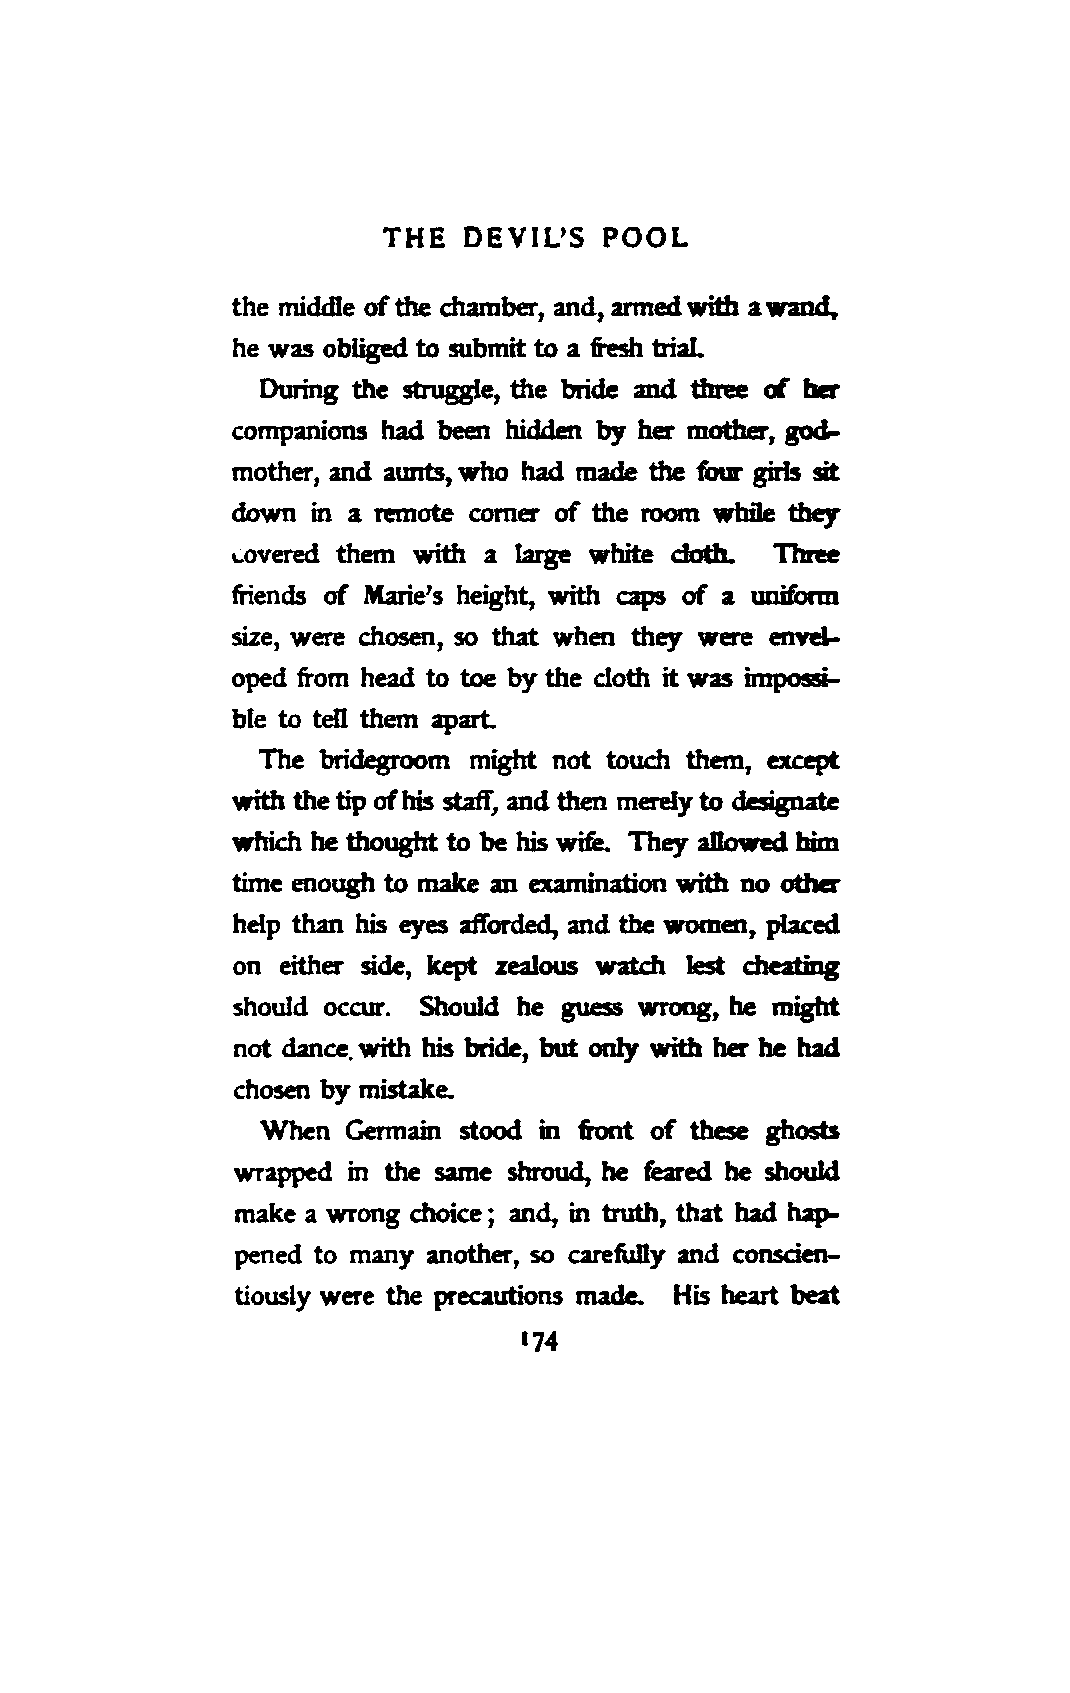 THE DEVIL'S POOL
the middle of the chamber, and, armed with a wand,
he was obliged to submit to a fresh trial.
During the struggle, the bride and three of her
companions had been hidden by her mother, god-
mother, and aunts, who had made the four girls sit
down in a remote corner of the room while they
covered them with a large white cloth. Three
friends of Marie's height, with caps of a uniform
size, were chosen, so that when they were envel-
oped from head to toe by the cloth it was impossi-
ble to tell them apart.
The bridegroom might not touch them, except
with the tip of his staff, and then merely to designate
which he thought to be his wife. They allowed him
time enough to make an examination with no other
help than his eyes afforded, and the women, placed
on either side, kept zealous watch lest cheating
should occur. Should he guess wrong, he might
not dance with his bride, but only with her he had
chosen by mistake.
When Germain stood in front of these ghosts
wrapped in the same shroud, he feared he should
make a wrong choice; and, in truth, that had hap-
pened to many another, so carefully and conscien-
tiously were the precautions made. His heart beat
174